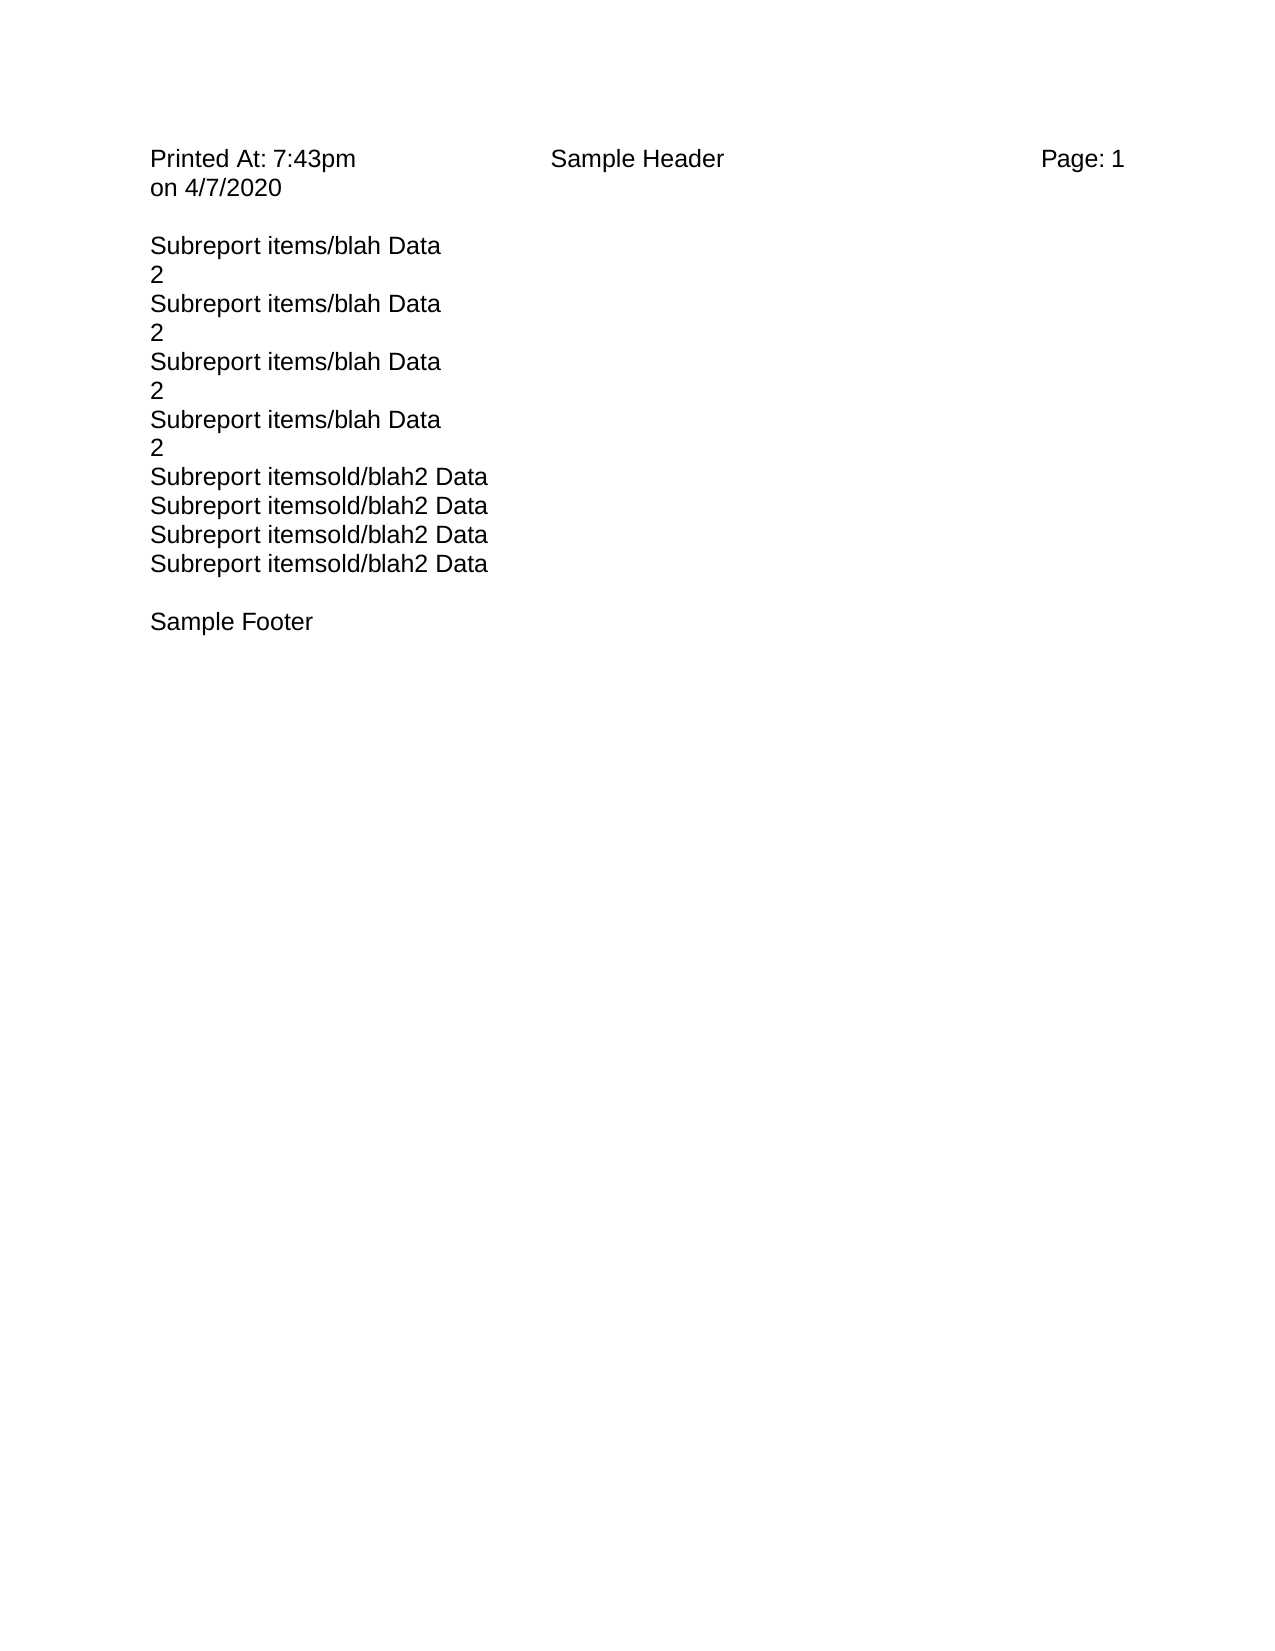 Printed At: 7:43pm Sample Header Page: 1
on 4/7/2020
Subreport items/blah Data
2
Subreport items/blah Data
2
Subreport items/blah Data
2
Subreport items/blah Data
2
Subreport itemsold/blah2 Data
Subreport itemsold/blah2 Data
Subreport itemsold/blah2 Data
Subreport itemsold/blah2 Data
Sample Footer